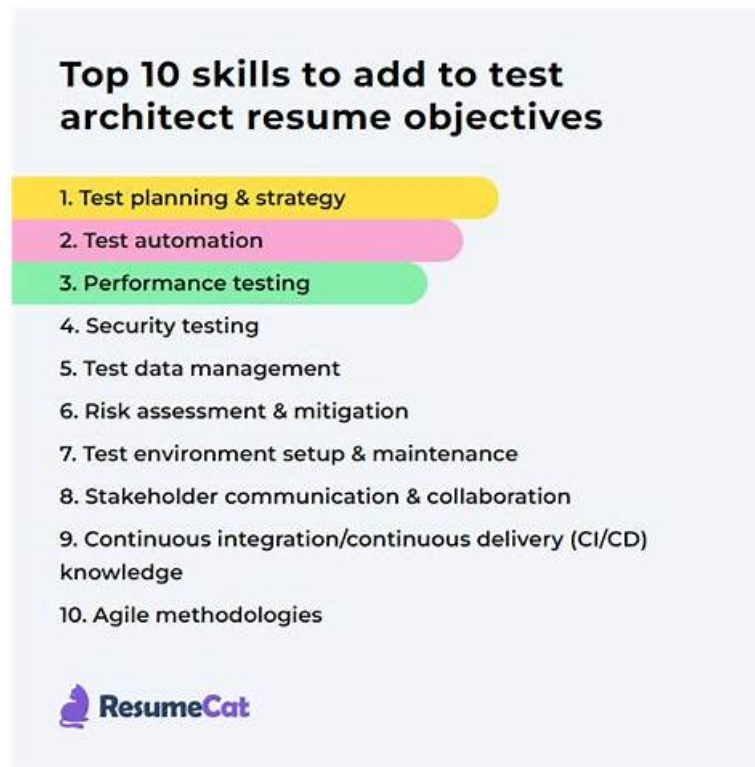 Top 10 skills to add to test
architect resume objectives
1. Test planning & strategy
2. Test automation
3. Performance testing
4. Security testing
5. Test data management
6. Risk assessment & mitigation
7. Test environment setup & maintenance
8. Stakeholder communication & collaboration
9. Continuous integration/continuous delivery (CI/CD)
knowledge
10. Agile methodologies
ResumeCat